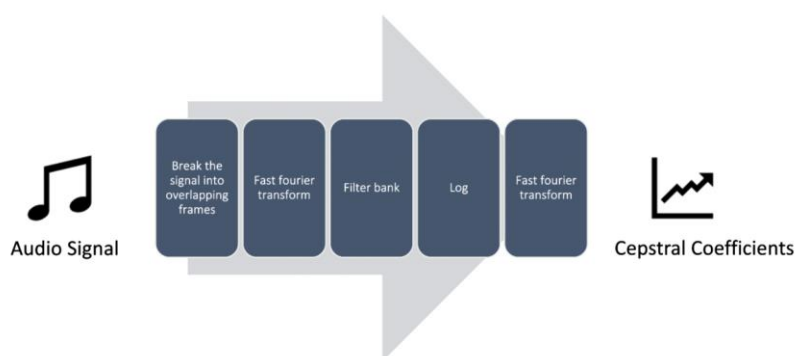 Audio Signal
Break the
signal into
overlapping
frames
Fast fourier
transform
Filter bank
Log
Fast fourier
transform
Cepstral Coefficients